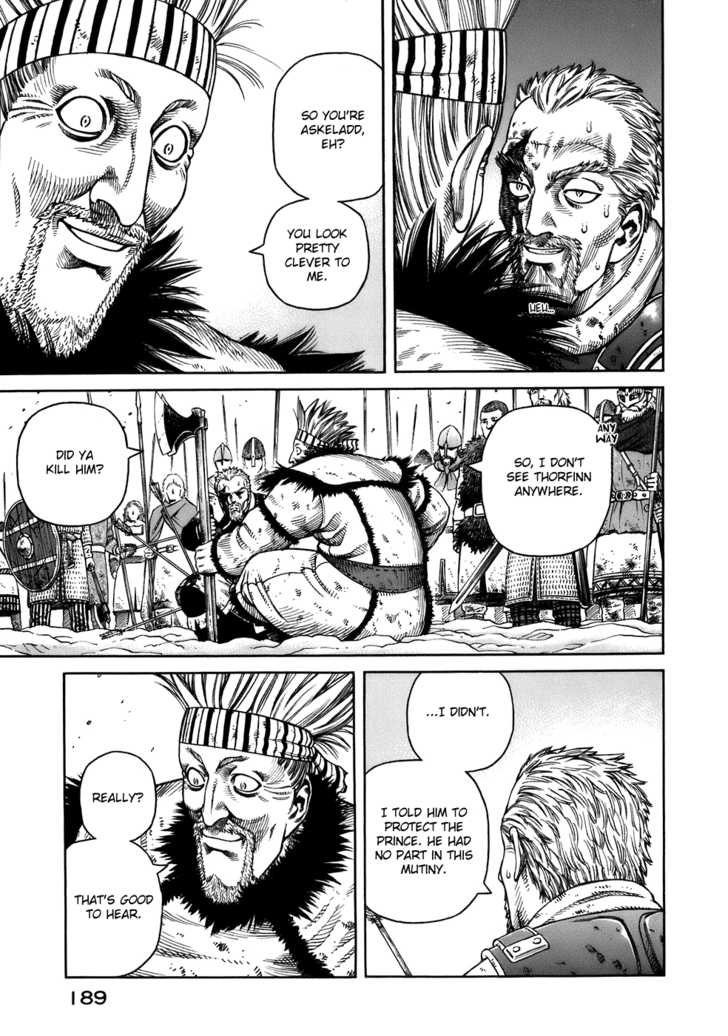 HEH..
SO YOU'RE
ASKELADD,
EH?
YOU LOOK
PRETTY
CLEVER TO
ME.
ANY
WAY
SO, I DON'T
SEE THORFINN
ANYWHERE.
DID YA
KILL HIM?
...I DIDN'T.
I TOLD HIM TO
PROTECT THE
PRINCE. HE HAD
NO PART IN THIS
MUTINY.
REALLY?
THAT'S GOOD
TO HEAR.
189